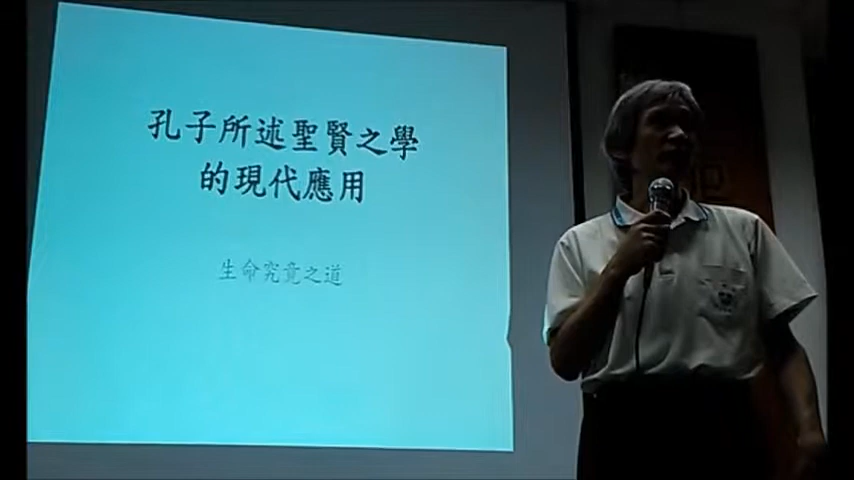 孔子所述聖賢之學
的現代應用
生命究竟之道